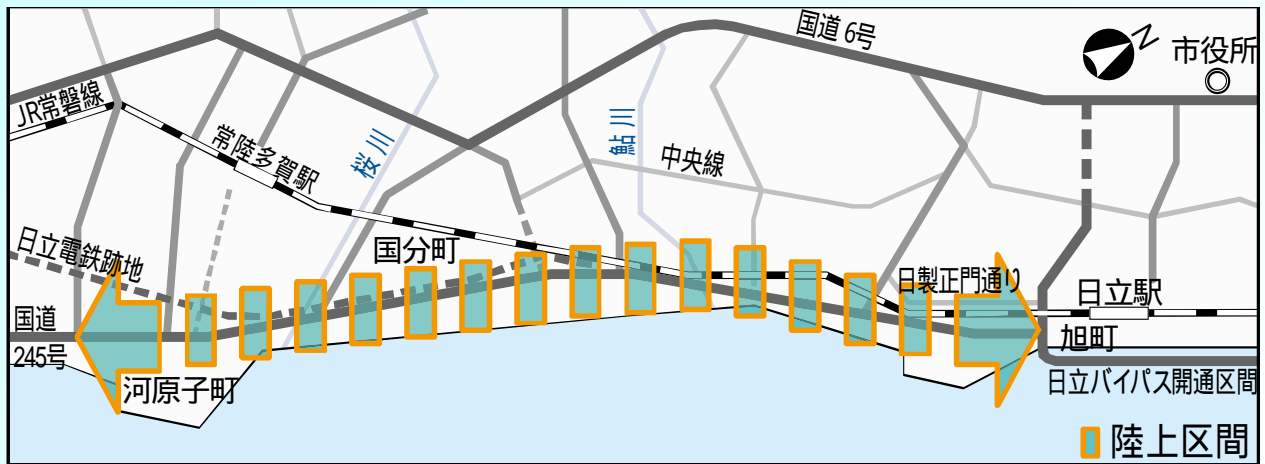 国道6号
N
市役所
JR常磐線
常陸多賀駅
桜川
鮎川
中央線
日立電鉄跡地
国分町
日製正門通り
日立駅
国道
245号
旭町
河原子町
日立バイパス開通区間
陸上区間